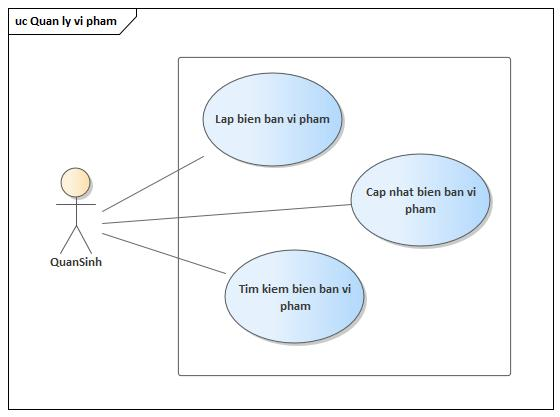 uc Quan ly vi pham
Lap bien ban vi pham
Cap nhat bien ban vi
pham
QuanSinh
Tim kiem bien ban vi
pham